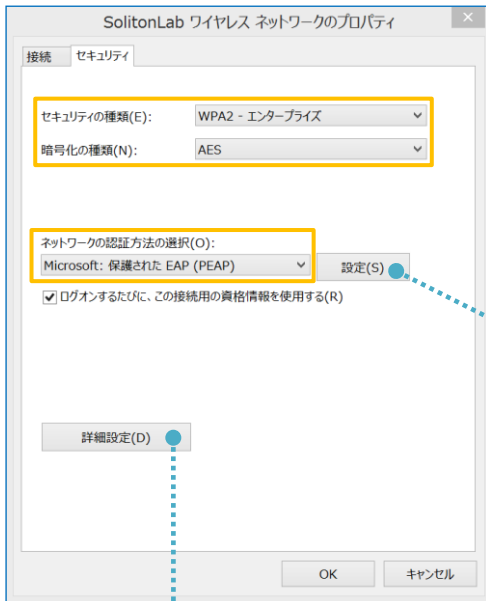 SolitonLab ワイヤレス ネットワークのプロパティ
接続 セキュリティ
セキュリティの種類(E): WPA2 - エンタープライズ
暗号化の種類(N): AES
ネットワークの認証方法の選択(O):
Microsoft: 保護された EAP (PEAP) 設定(S)
ログオンするたびに、この接続用の資格情報を使用する(R)
詳細設定(D)
OK キャンセル